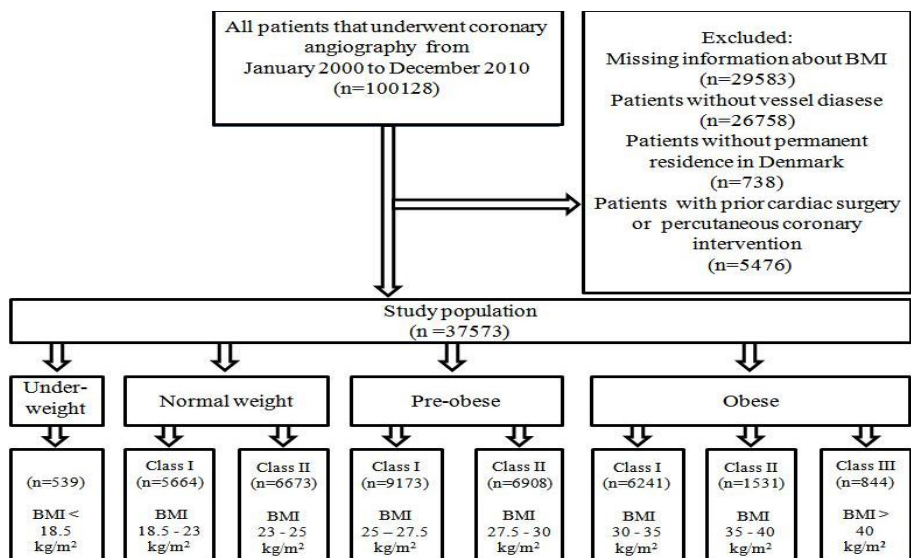 All patients that underwent coronary
angiography from
January 2000 to December 2010
(n=100128)
Excluded:
Missing information about BMI
(n=29583)
Patients without vessel diasese
(n=26758)
Patients without permanent
residence in Denmark
(n=738)
Patients with prior cardiac surgery
or percutaneous coronary
intervention
(n=5476)
Study population
(n =37573)
Under-
weight
Normal weight
Pre-obese
Obese
(n=539)
BMI <
18.5
kg/m²
Class I
(n=5664)
BMI
18.5 - 23
kg/m²
Class II
(n=6673)
BMI
23 - 25
kg/m²
Class I
(n=9173)
BMI
25 – 27.5
kg/m²
Class II
(n=6908)
BMI
27.5 - 30
kg/m²
Class I
(n=6241)
BMI
30 - 35
kg/m²
Class II
(n=1531)
BMI
35 - 40
kg/m²
Class III
(n=844)
BMI >
40
kg/m²